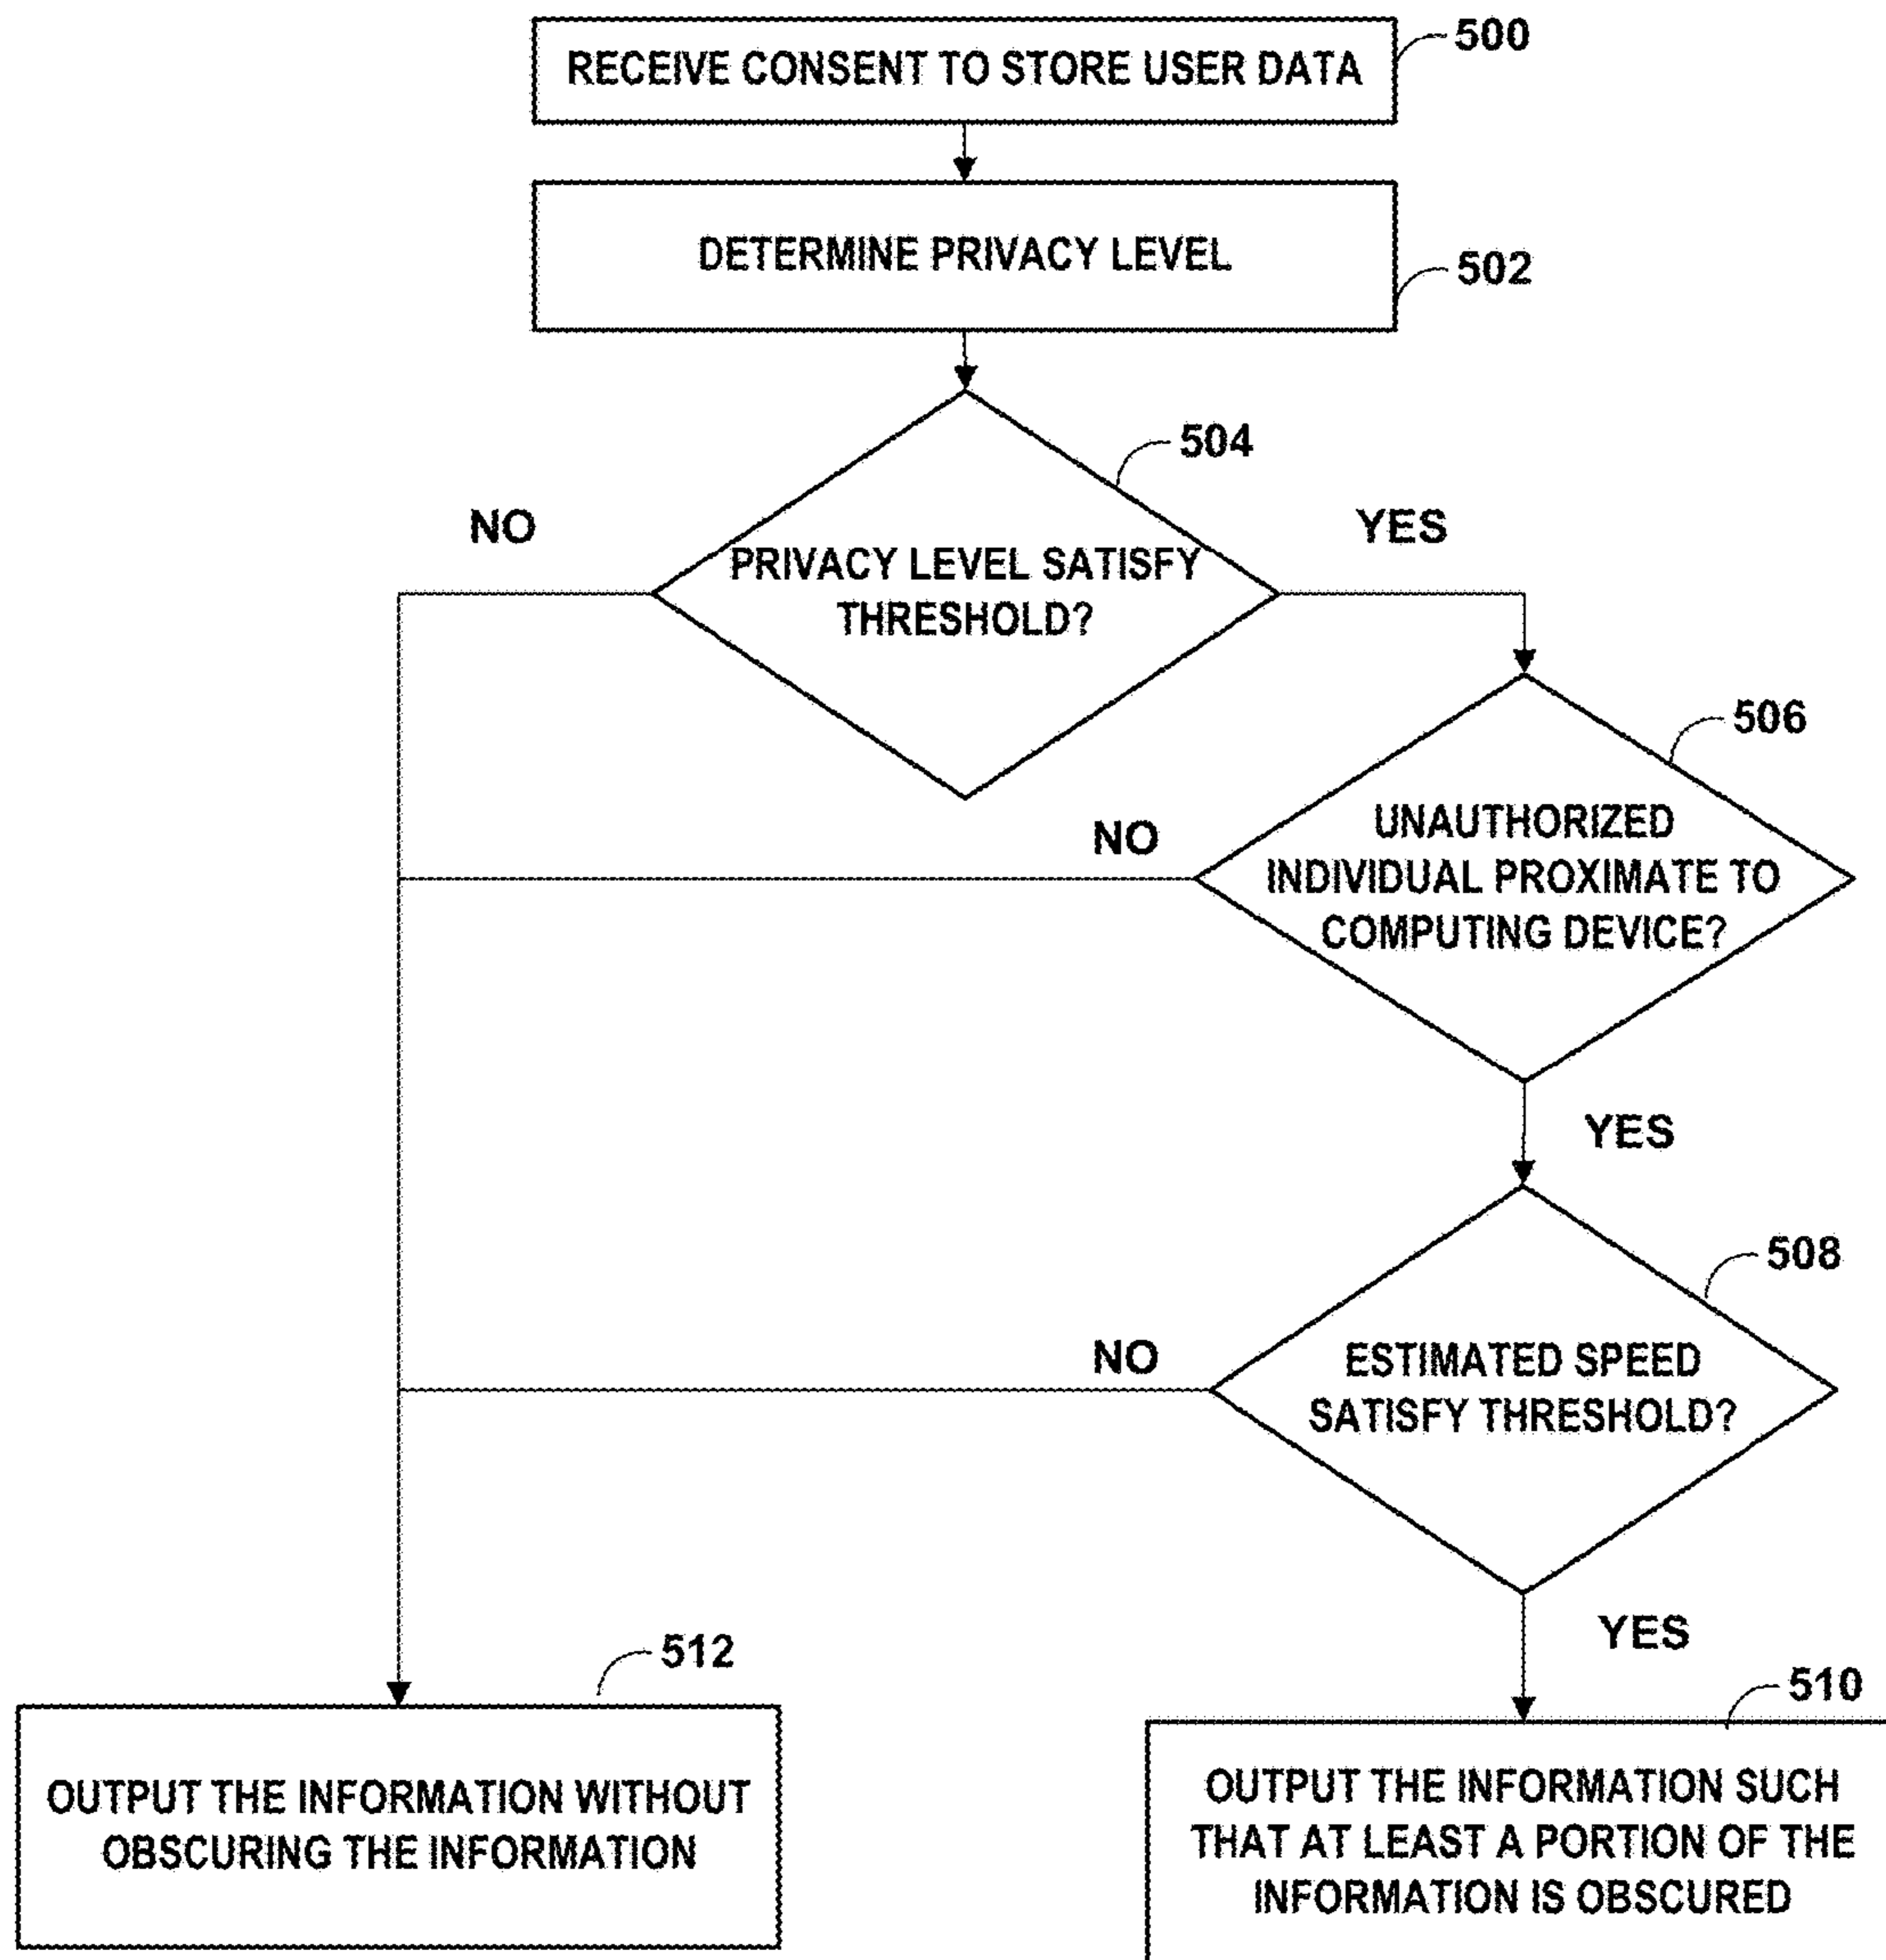 RECEIVE CONSENT TO STORE USER DATA
500
DETERMINE PRIVACY LEVEL
502
504
NO
YES
PRIVACY LEVEL SATISFY
THRESHOLD?
506
NO
UNAUTHORIZED
INDIVIDUAL PROXIMATE TO
COMPUTING DEVICE?
YES
508
NO
ESTIMATED SPEED
SATISFY THRESHOLD?
YES
512
510
OUTPUT THE INFORMATION WITHOUT
OBSCURING THE INFORMATION
OUTPUT THE INFORMATION SUCH
THAT AT LEAST A PORTION OF THE
INFORMATION IS OBSCURED